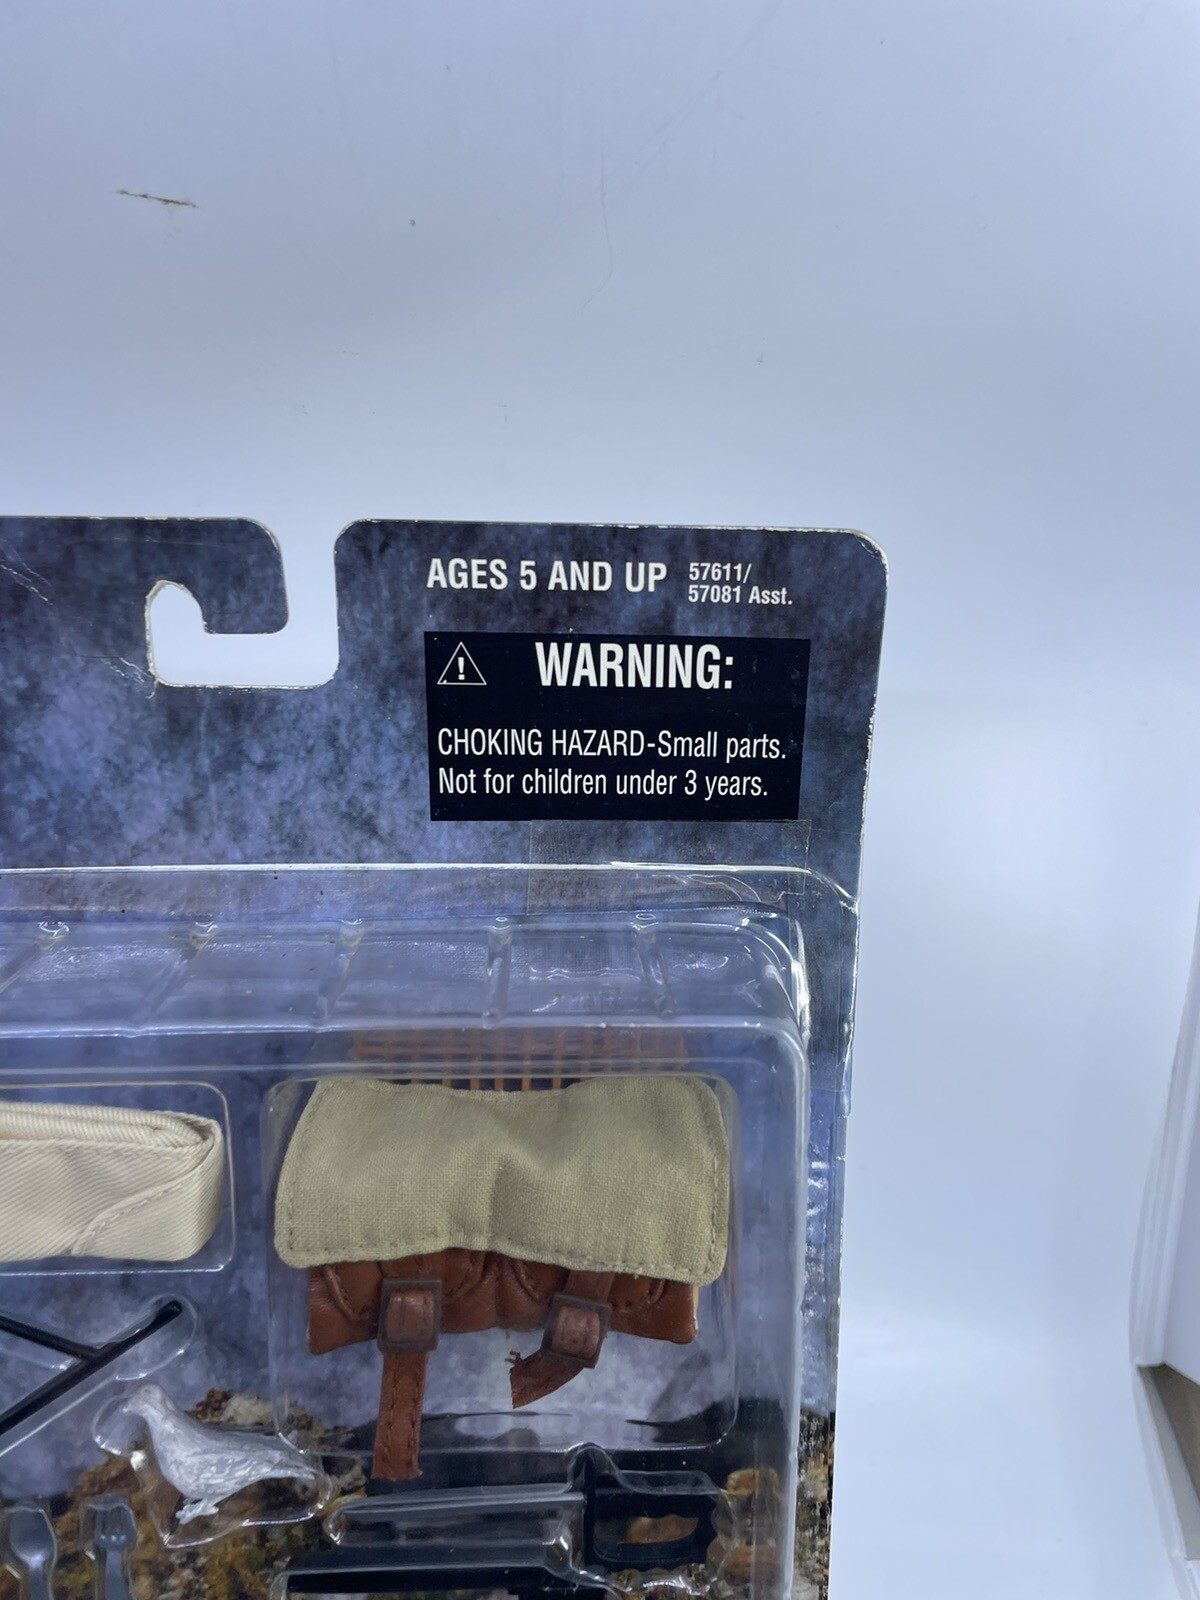 AGES 5 AND UP
57611/
57081 Asst.
WARNING:
CHOKING HAZARD-Small parts.
Not for children under 3 years.